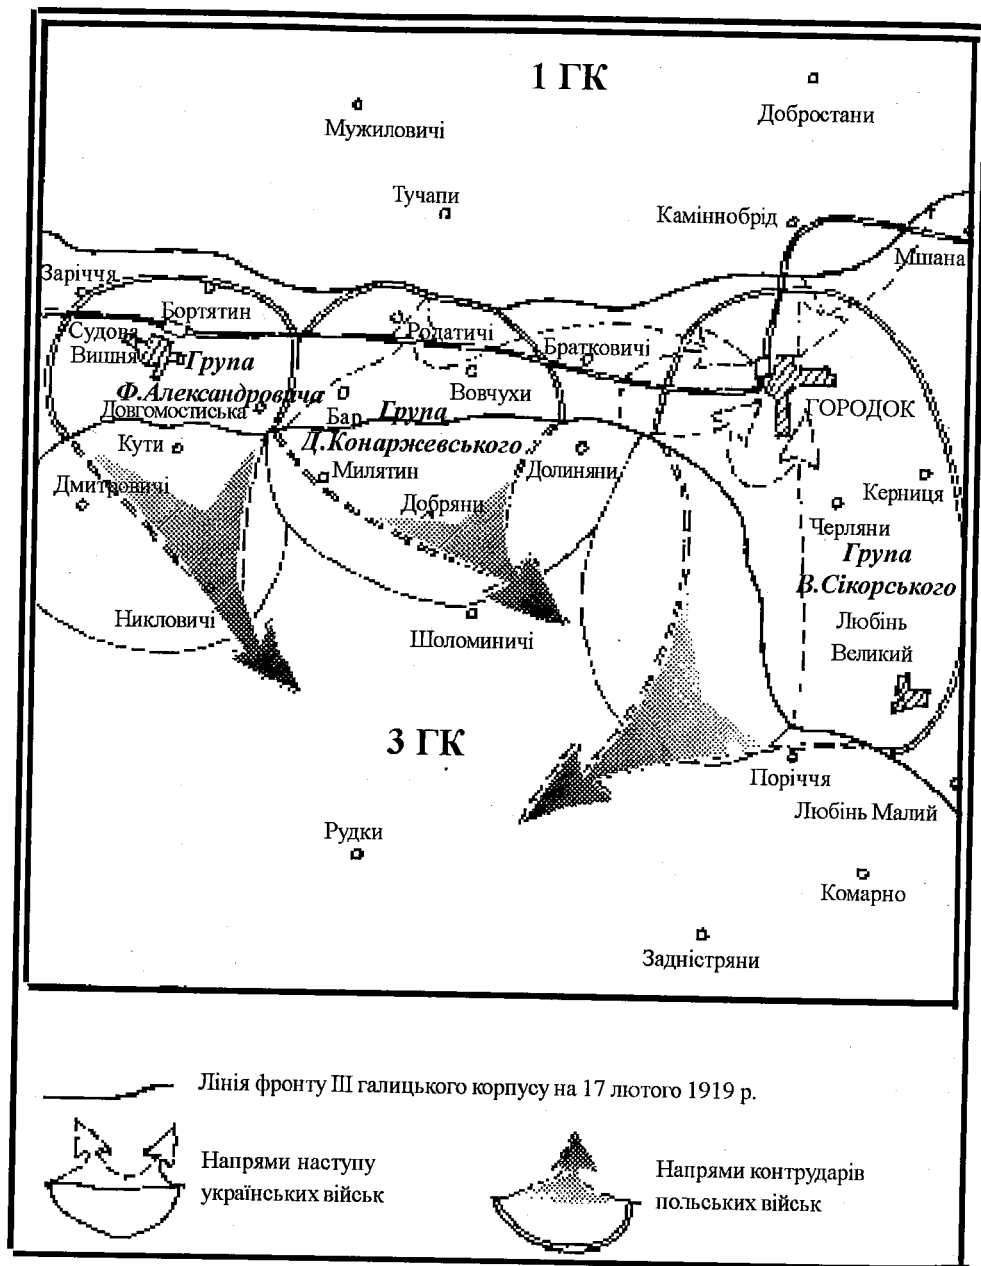 1 ГК
Добростани
Мужиловичі
Тучапи
Каміннобрід
Мшана
Заріччя
Бортятин
Судова
Вишня
Родатичі
Братковичі
Група
Ф.Александровича
Вовчухи
Довгомостиська
Бар
Група
Д.Конаржевського
ГОРОДОК
Кути
Милятин
Долиняни
Дмитровичі
Добряни
Керниця
Черляни
Група
В.Сікорського
Никловичі
Шоломиничі
Любінь
Великий
3 ГК
Поріччя
Любінь Малий
Рудки
Комарно
Задністряни
Лінія фронту III галицького корпусу на 17 лютого 1919 р.
Напрями наступу
українських військ
Напрями контрударів
польських військ